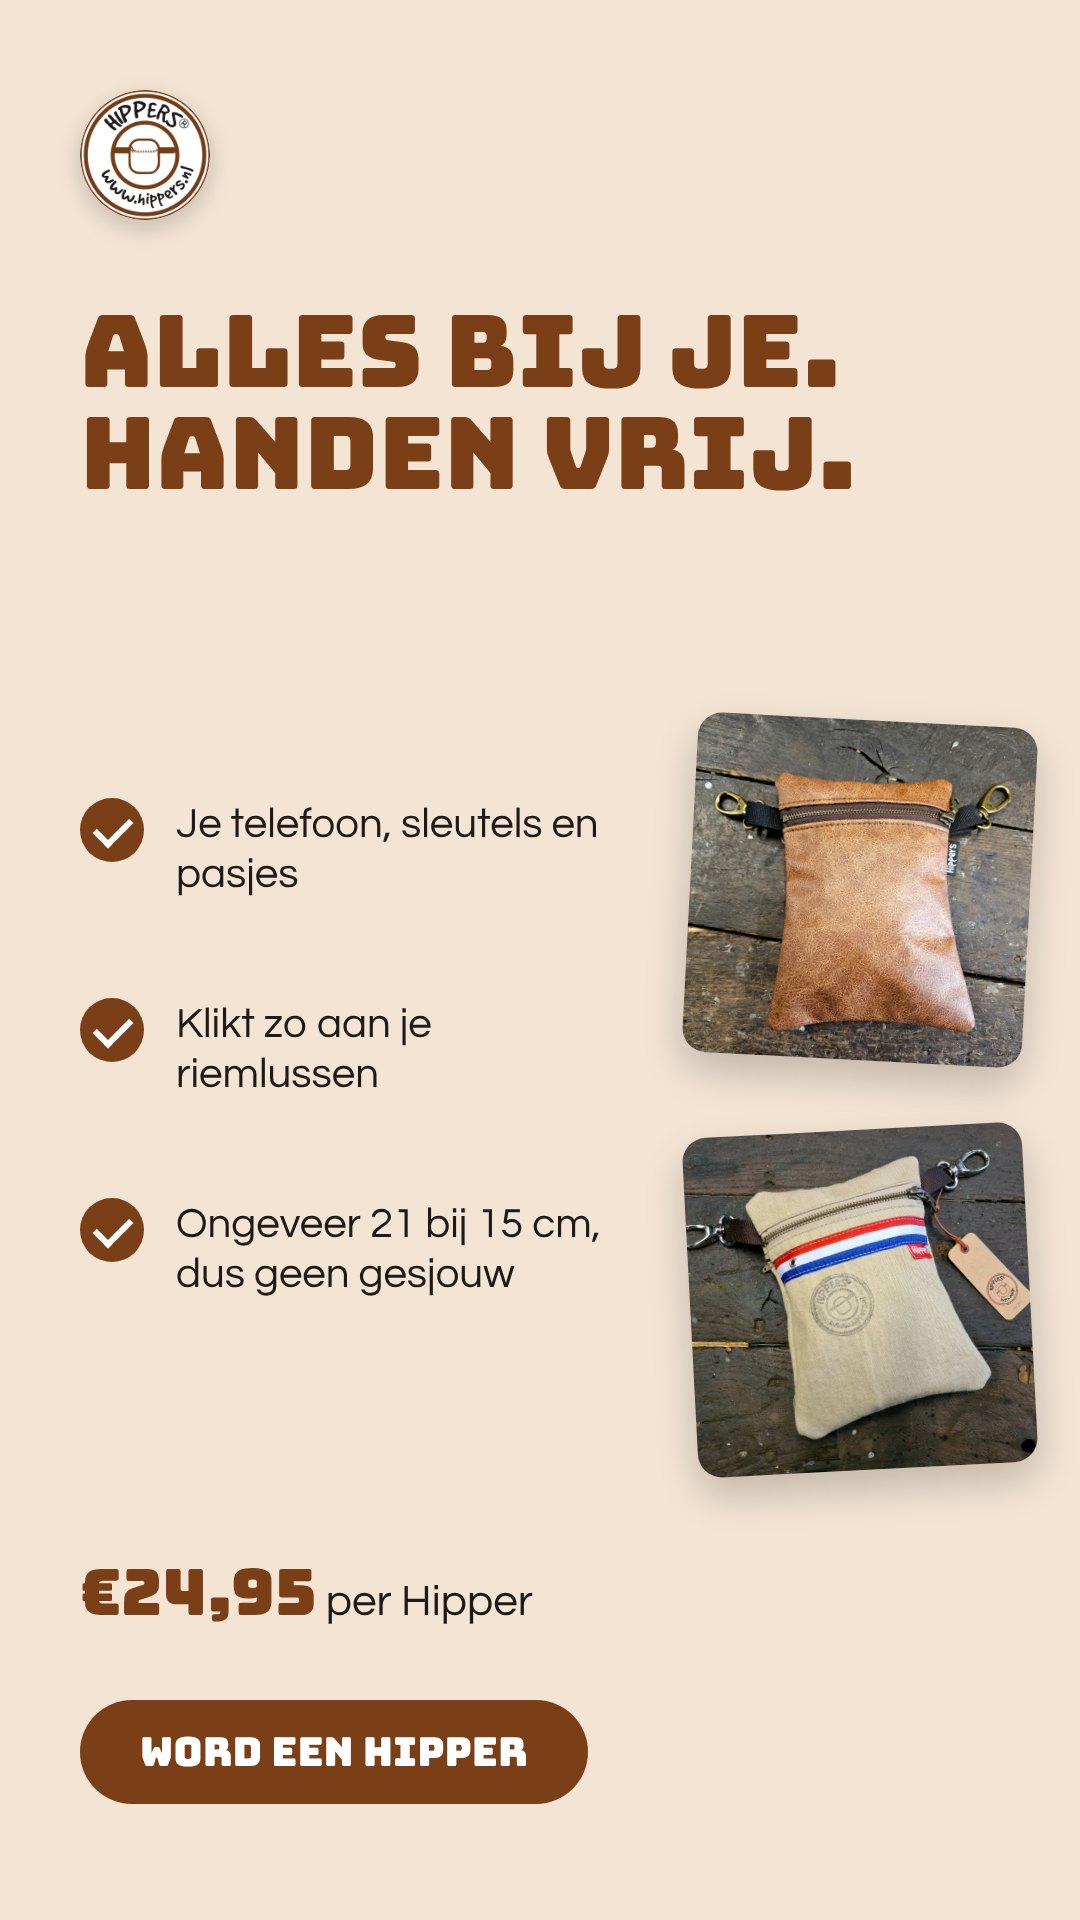 HIPPERS®
www.hippers.nl
ALLES BIJ JE.
HANDEN VRIJ.
Je telefoon, sleutels en
pasjes
Hippers
Klikt zo aan je
riemlussen
Ongeveer 21 bij 15 cm,
dus geen gesjouw
HIPPERS
€24,95 per Hipper
WORD EEN HIPPER